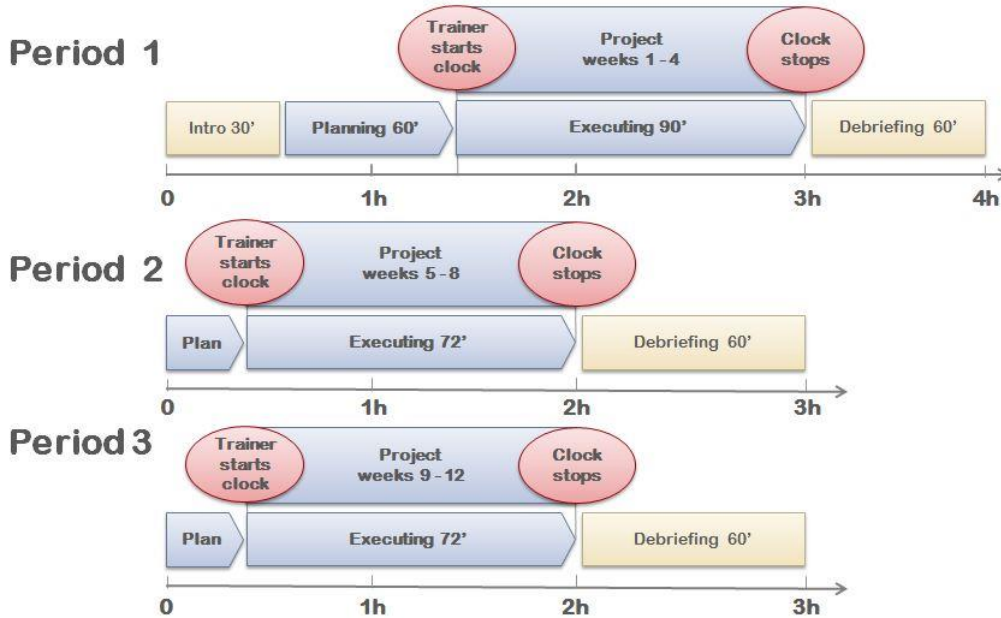 Period 1
Trainer
starts
clock
Project
weeks 1 - 4
Clock
stops
Intro 30'
Planning 60'
Executing 90'
Debriefing 60'
0
1h
2h
3h
4h
Period 2
Trainer
starts
clock
Project
weeks 5 - 8
Clock
stops
Plan
Executing 72'
Debriefing 60'
0
1h
2h
3h
Period 3
Trainer
starts
clock
Project
weeks 9 - 12
Clock
stops
Plan
Executing 72'
Debriefing 60'
0
1h
2h
3h